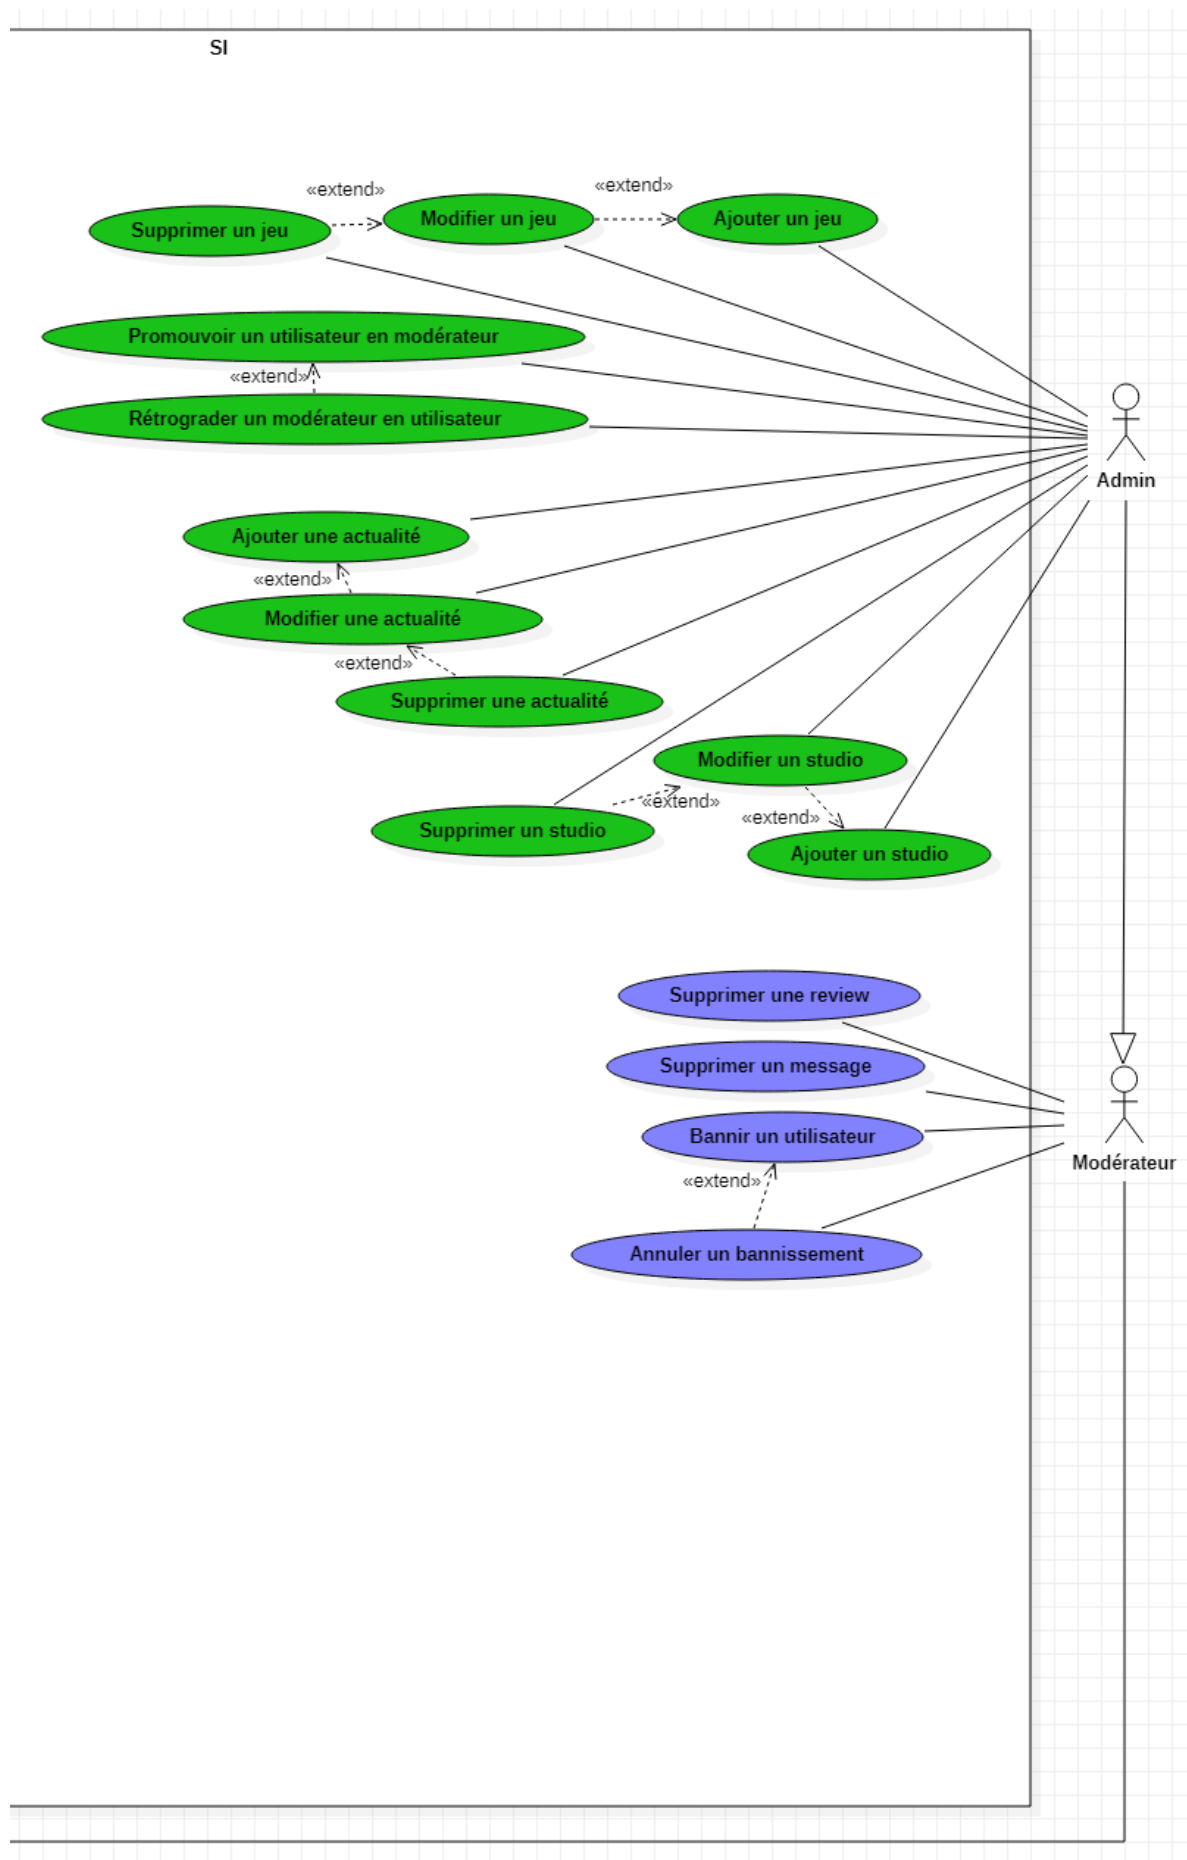 SI
«extend»
«extend»
Supprimer un jeu
Modifier un jeu
Ajouter un jeu
Promouvoir un utilisateur en modérateur
«extend»
Rétrograder un modérateur en utilisateur
Admin
Ajouter une actualité
«extend»
Modifier une actualité
«extend»
Supprimer une actualité
Modifier un studio
«extend»
«extend»
Supprimer un studio
Ajouter un studio
Supprimer une review
Supprimer un message
Bannir un utilisateur
Modérateur
«extend»
Annuler un bannissement